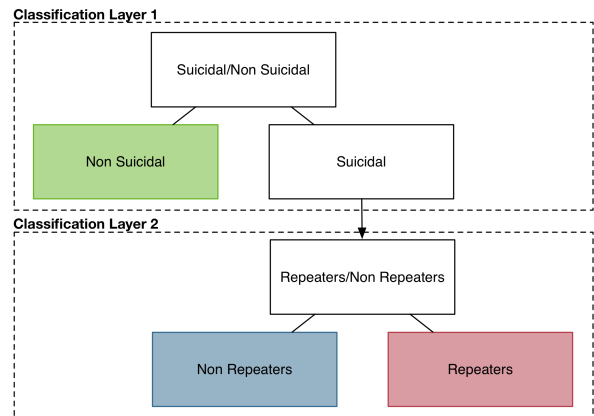 Classification Layer 1
Suicidal/Non Suicidal
Non Suicidal
Suicidal
Classification Layer 2
Repeaters/Non Repeaters
Non Repeaters
Repeaters